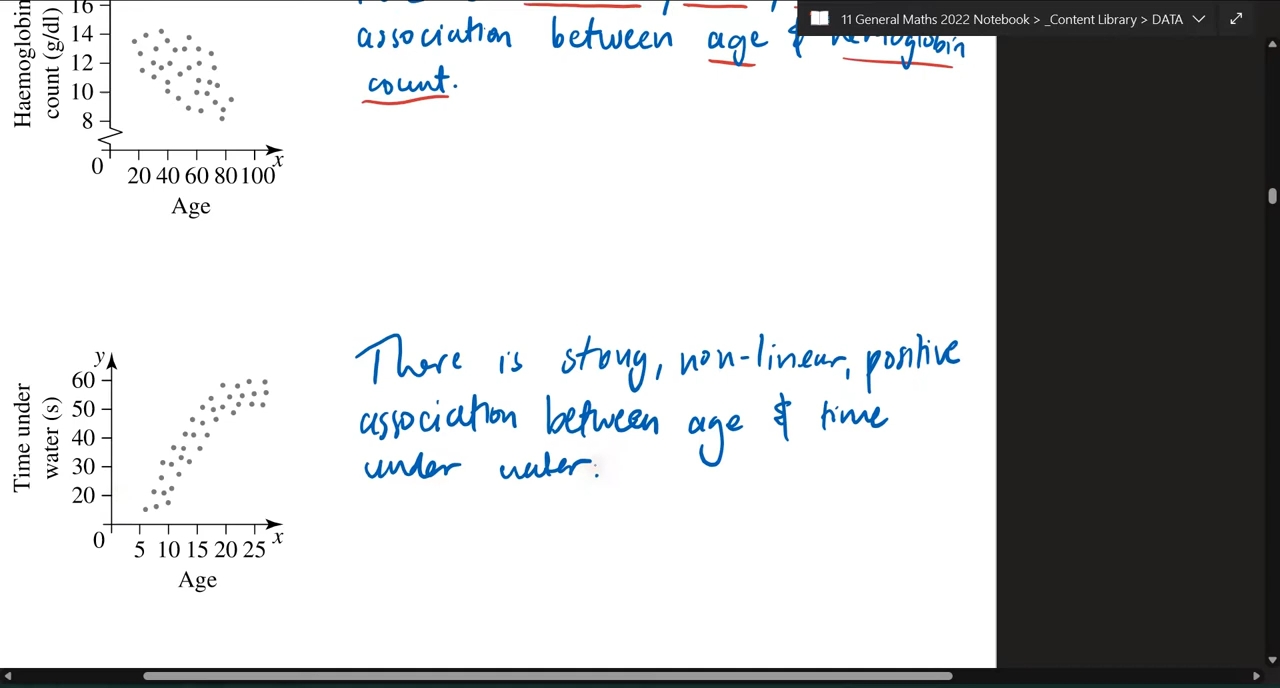 11 General Maths 2022 Notebook > _Content Library > DATA
association between age & hemoglobin
count.
Haemoglobin
count (g/dl)
16
14
12
10
8
0
20 40 60 80 100 x
Age
There is strong, non-linear, positive
association between age & time
under water.
y
Time under
water (s)
60
50
40
30
20
0
5 10 15 20 25 x
Age